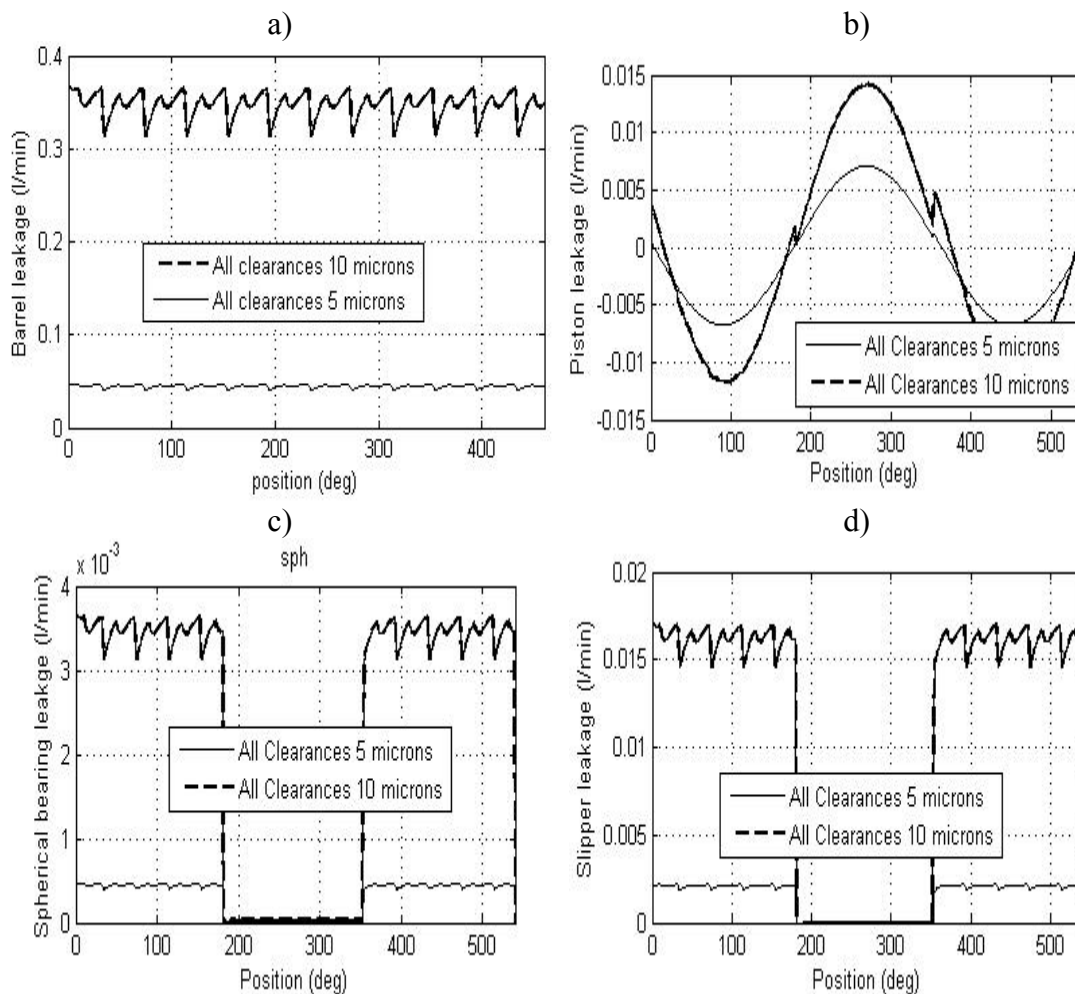 a)
0.4
0.3
0.2
0.1
0
Barrel leakage (l/min)
All clearances 10 microns
All clearances 5 microns
0 100 200 300 400
position (deg)
b)
0.015
0.01
0.005
0
-0.005
-0.01
-0.015
Piston leakage (l/min)
All Clearances 5 microns
All Clearances 10 microns
0 100 200 300 400 500
Position (deg)
c)
x 10-3
sph
4
3
2
1
0
Spherical bearing leakge (l/min)
All Clearances 5 microns
All Clearances 10 microns
0 100 200 300 400 500
Position (deg)
d)
0.02
0.015
0.01
0.005
0
Slipper leakage (l/min)
All Clearances 5 microns
All Clearances 10 microns
0 100 200 300 400 500
Position (deg)